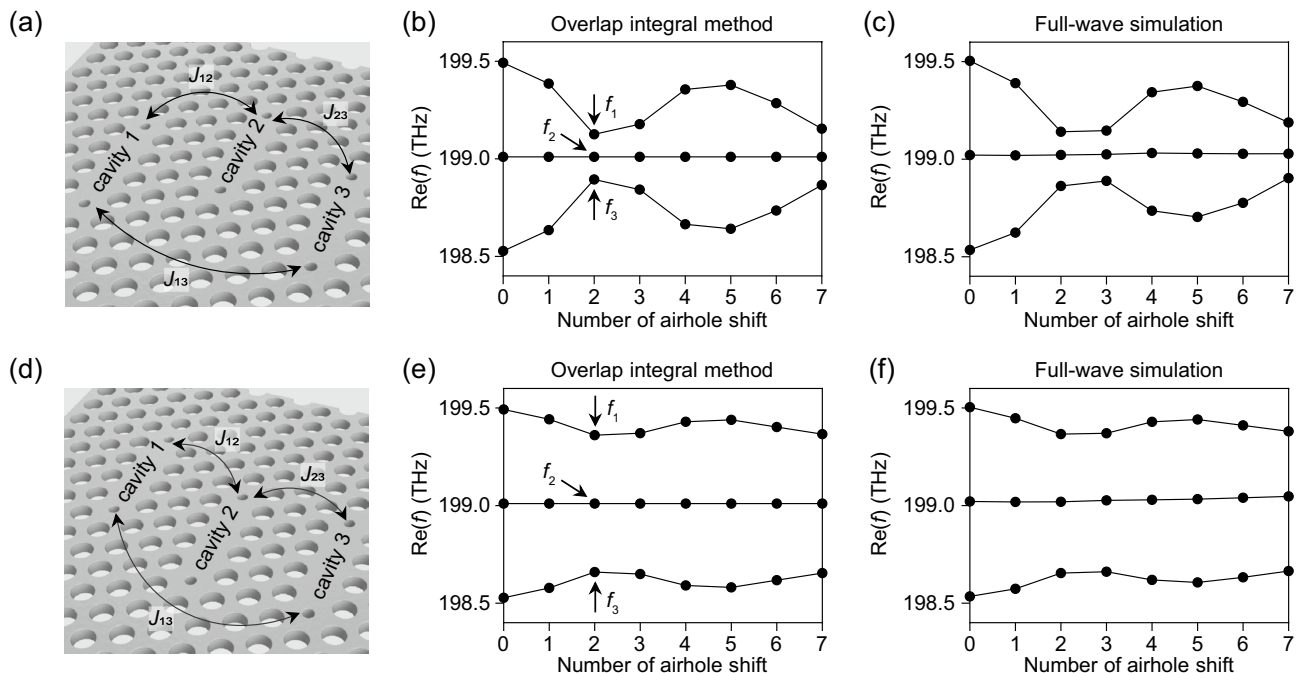 (a)
J12
J23
J13
cavity 1
cavity 2
cavity 3
(b)
Overlap integral method
Re(f) (THz)
199.5
199.0
198.5
f1
f2
f3
0 1 2 3 4 5 6 7
Number of airhole shift
(c)
Full-wave simulation
Re(f) (THz)
199.5
199.0
198.5
0 1 2 3 4 5 6 7
Number of airhole shift
(d)
J12
J23
J13
cavity 1
cavity 2
cavity 3
(e)
Overlap integral method
Re(f) (THz)
199.5
199.0
198.5
f1
f2
f3
0 1 2 3 4 5 6 7
Number of airhole shift
(f)
Full-wave simulation
Re(f) (THz)
199.5
199.0
198.5
0 1 2 3 4 5 6 7
Number of airhole shift